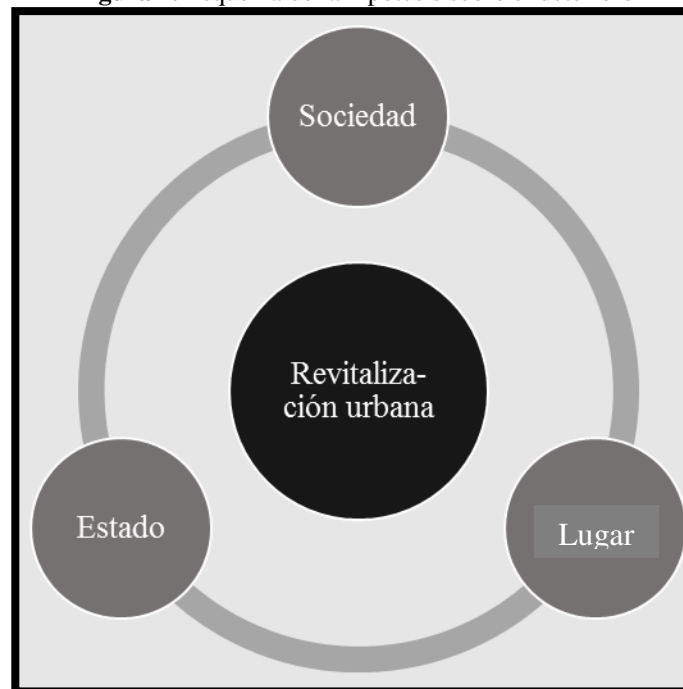 Sociedad
Revitaliza-
ción urbana
Estado
Lugar